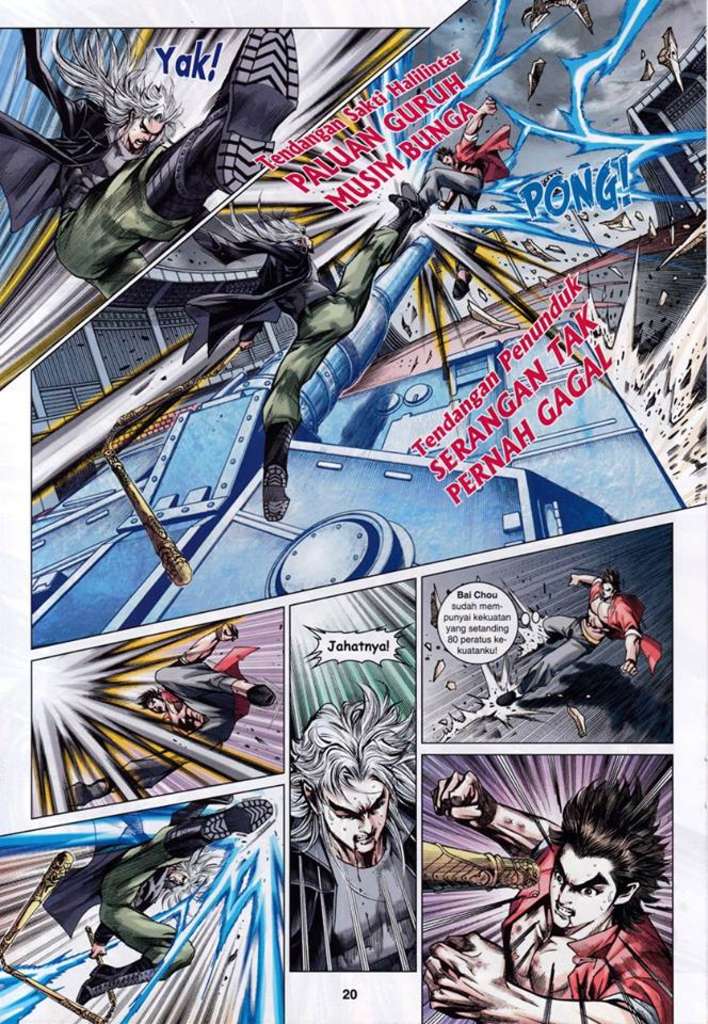 Yak!
Tendangan Sakti Halilintar
PALUAN GURUH
MUSIM BUNGA
PONG!
Tendangan Penunduk
SERANGAN TAK
PERNAH GAGAL
Bai Chou
sudah mem-
punyai kekuatan
yang setanding
80 peratus ke-
kuatanku!
Jahatnya!
20